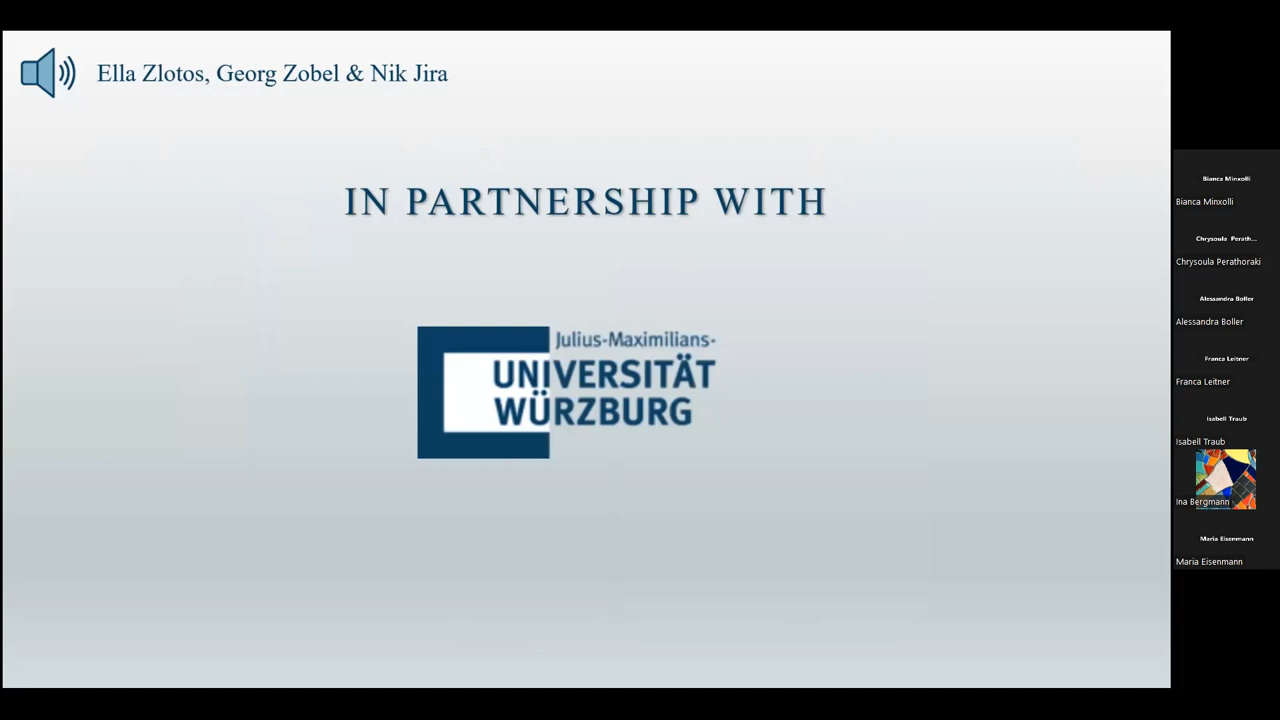 Ella Zlotos, Georg Zobel & Nik Jira
IN PARTNERSHIP WITH
Julius-Maximilians-
UNIVERSITÄT
WÜRZBURG
Bianca Minxolli
Bianca Minxolli
Chrysoula Perath...
Chrysoula Perathoraki
Alessandra Boller
Alessandra Boller
Franca Leitner
Franca Leitner
Isabell Traub
Isabell Traub
Ina Bergmann
Maria Eisenmann
Maria Eisenmann